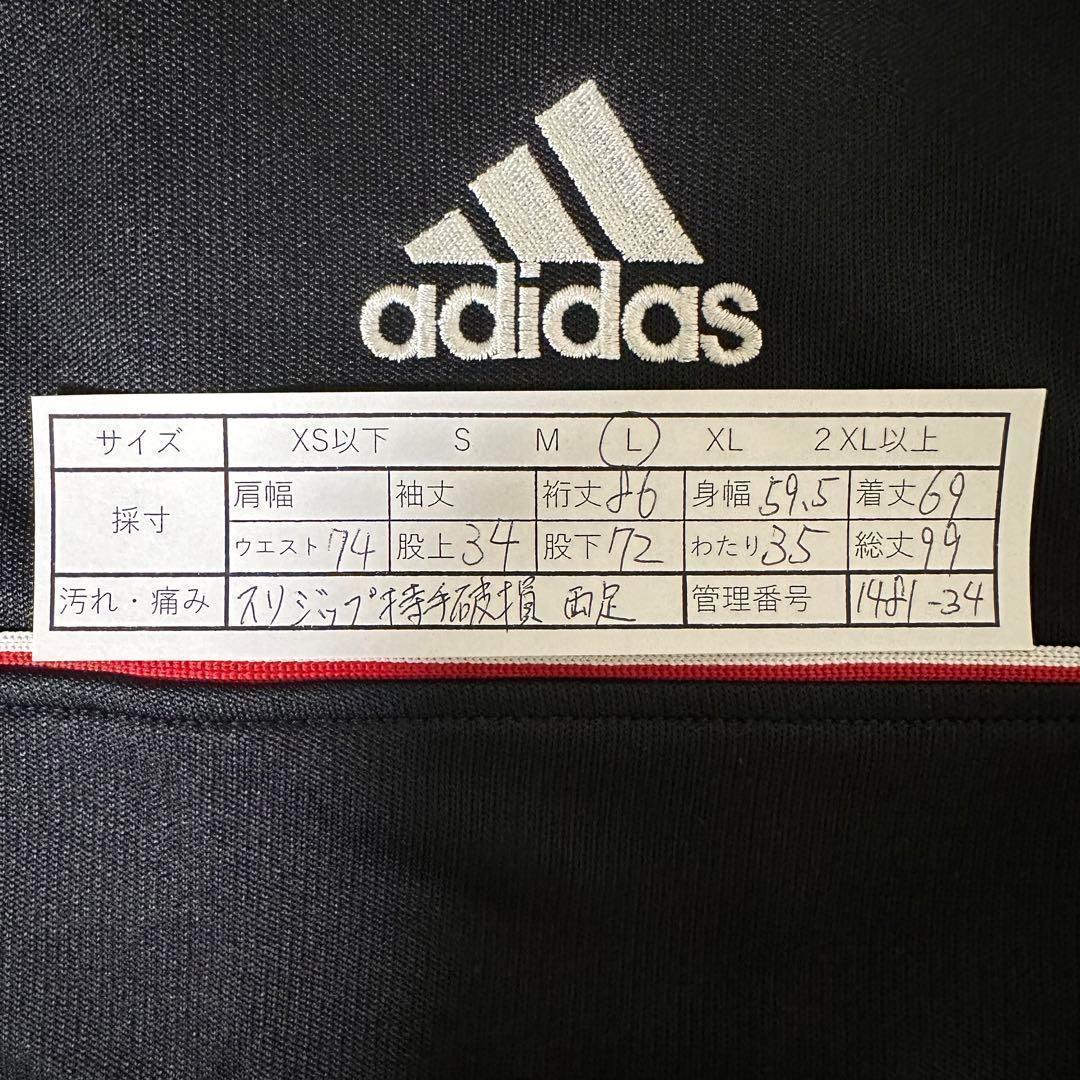 adidas
サイズ XS以下 S M L XL 2XL以上
採寸
肩幅 袖丈 裄丈86 身幅59.5 着丈69
ウエスト74 股上34 股下72 わたり35 総丈99
汚れ・痛み スリジップ持手破損 両足 管理番号 1481-34